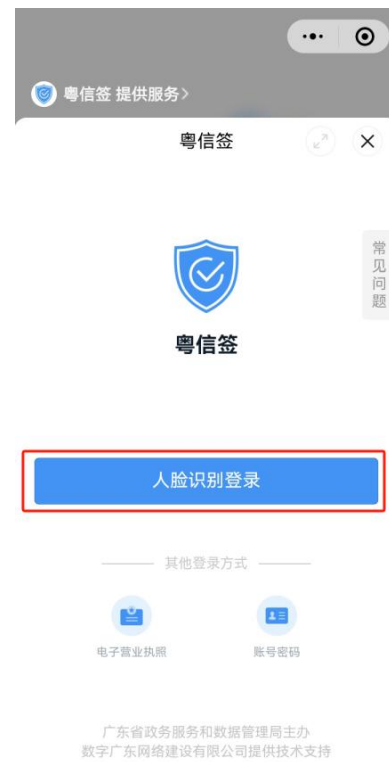 粤信签 提供服务>
粤信签
常见问题
粤信签
人脸识别登录
其他登录方式
电子营业执照
账号密码
广东省政务服务和数据管理局主办
数字广东网络建设有限公司提供技术支持